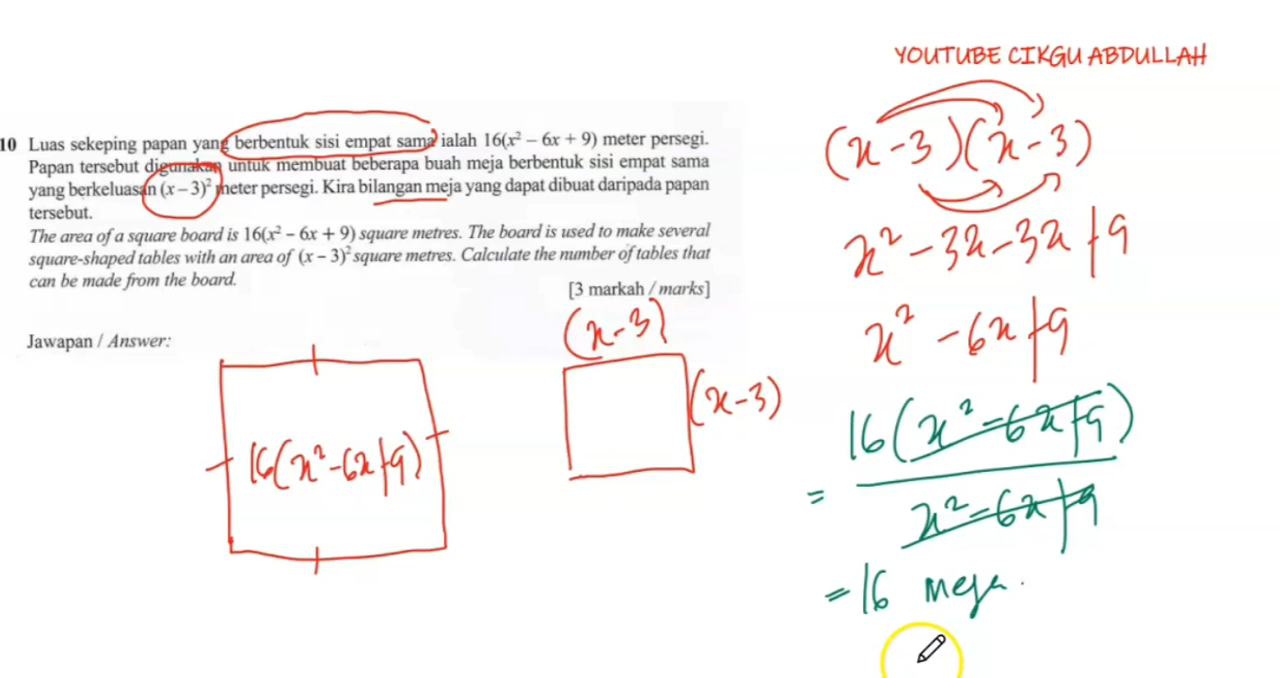 YOUTUBE CIKGU ABDULLAH
10 Luas sekeping papan yang berbentuk sisi empat sama ialah 16(x² – 6x + 9) meter persegi.
Papan tersebut digunakan untuk membuat beberapa buah meja berbentuk sisi empat sama
yang berkeluasan (x – 3)² meter persegi. Kira bilangan meja yang dapat dibuat daripada papan
tersebut.
The area of a square board is 16(x² – 6x + 9) square metres. The board is used to make several
square-shaped tables with an area of (x – 3)² square metres. Calculate the number of tables that
can be made from the board.
[3 markah / marks]
Jawapan / Answer:
16(x²-6x+9)
(x-3)
(x-3)
(x-3)(x-3)
x²-3x-3x+9
x²-6x+9
16(x²-6x+9)
=
x²-6x+9
=16 meja.